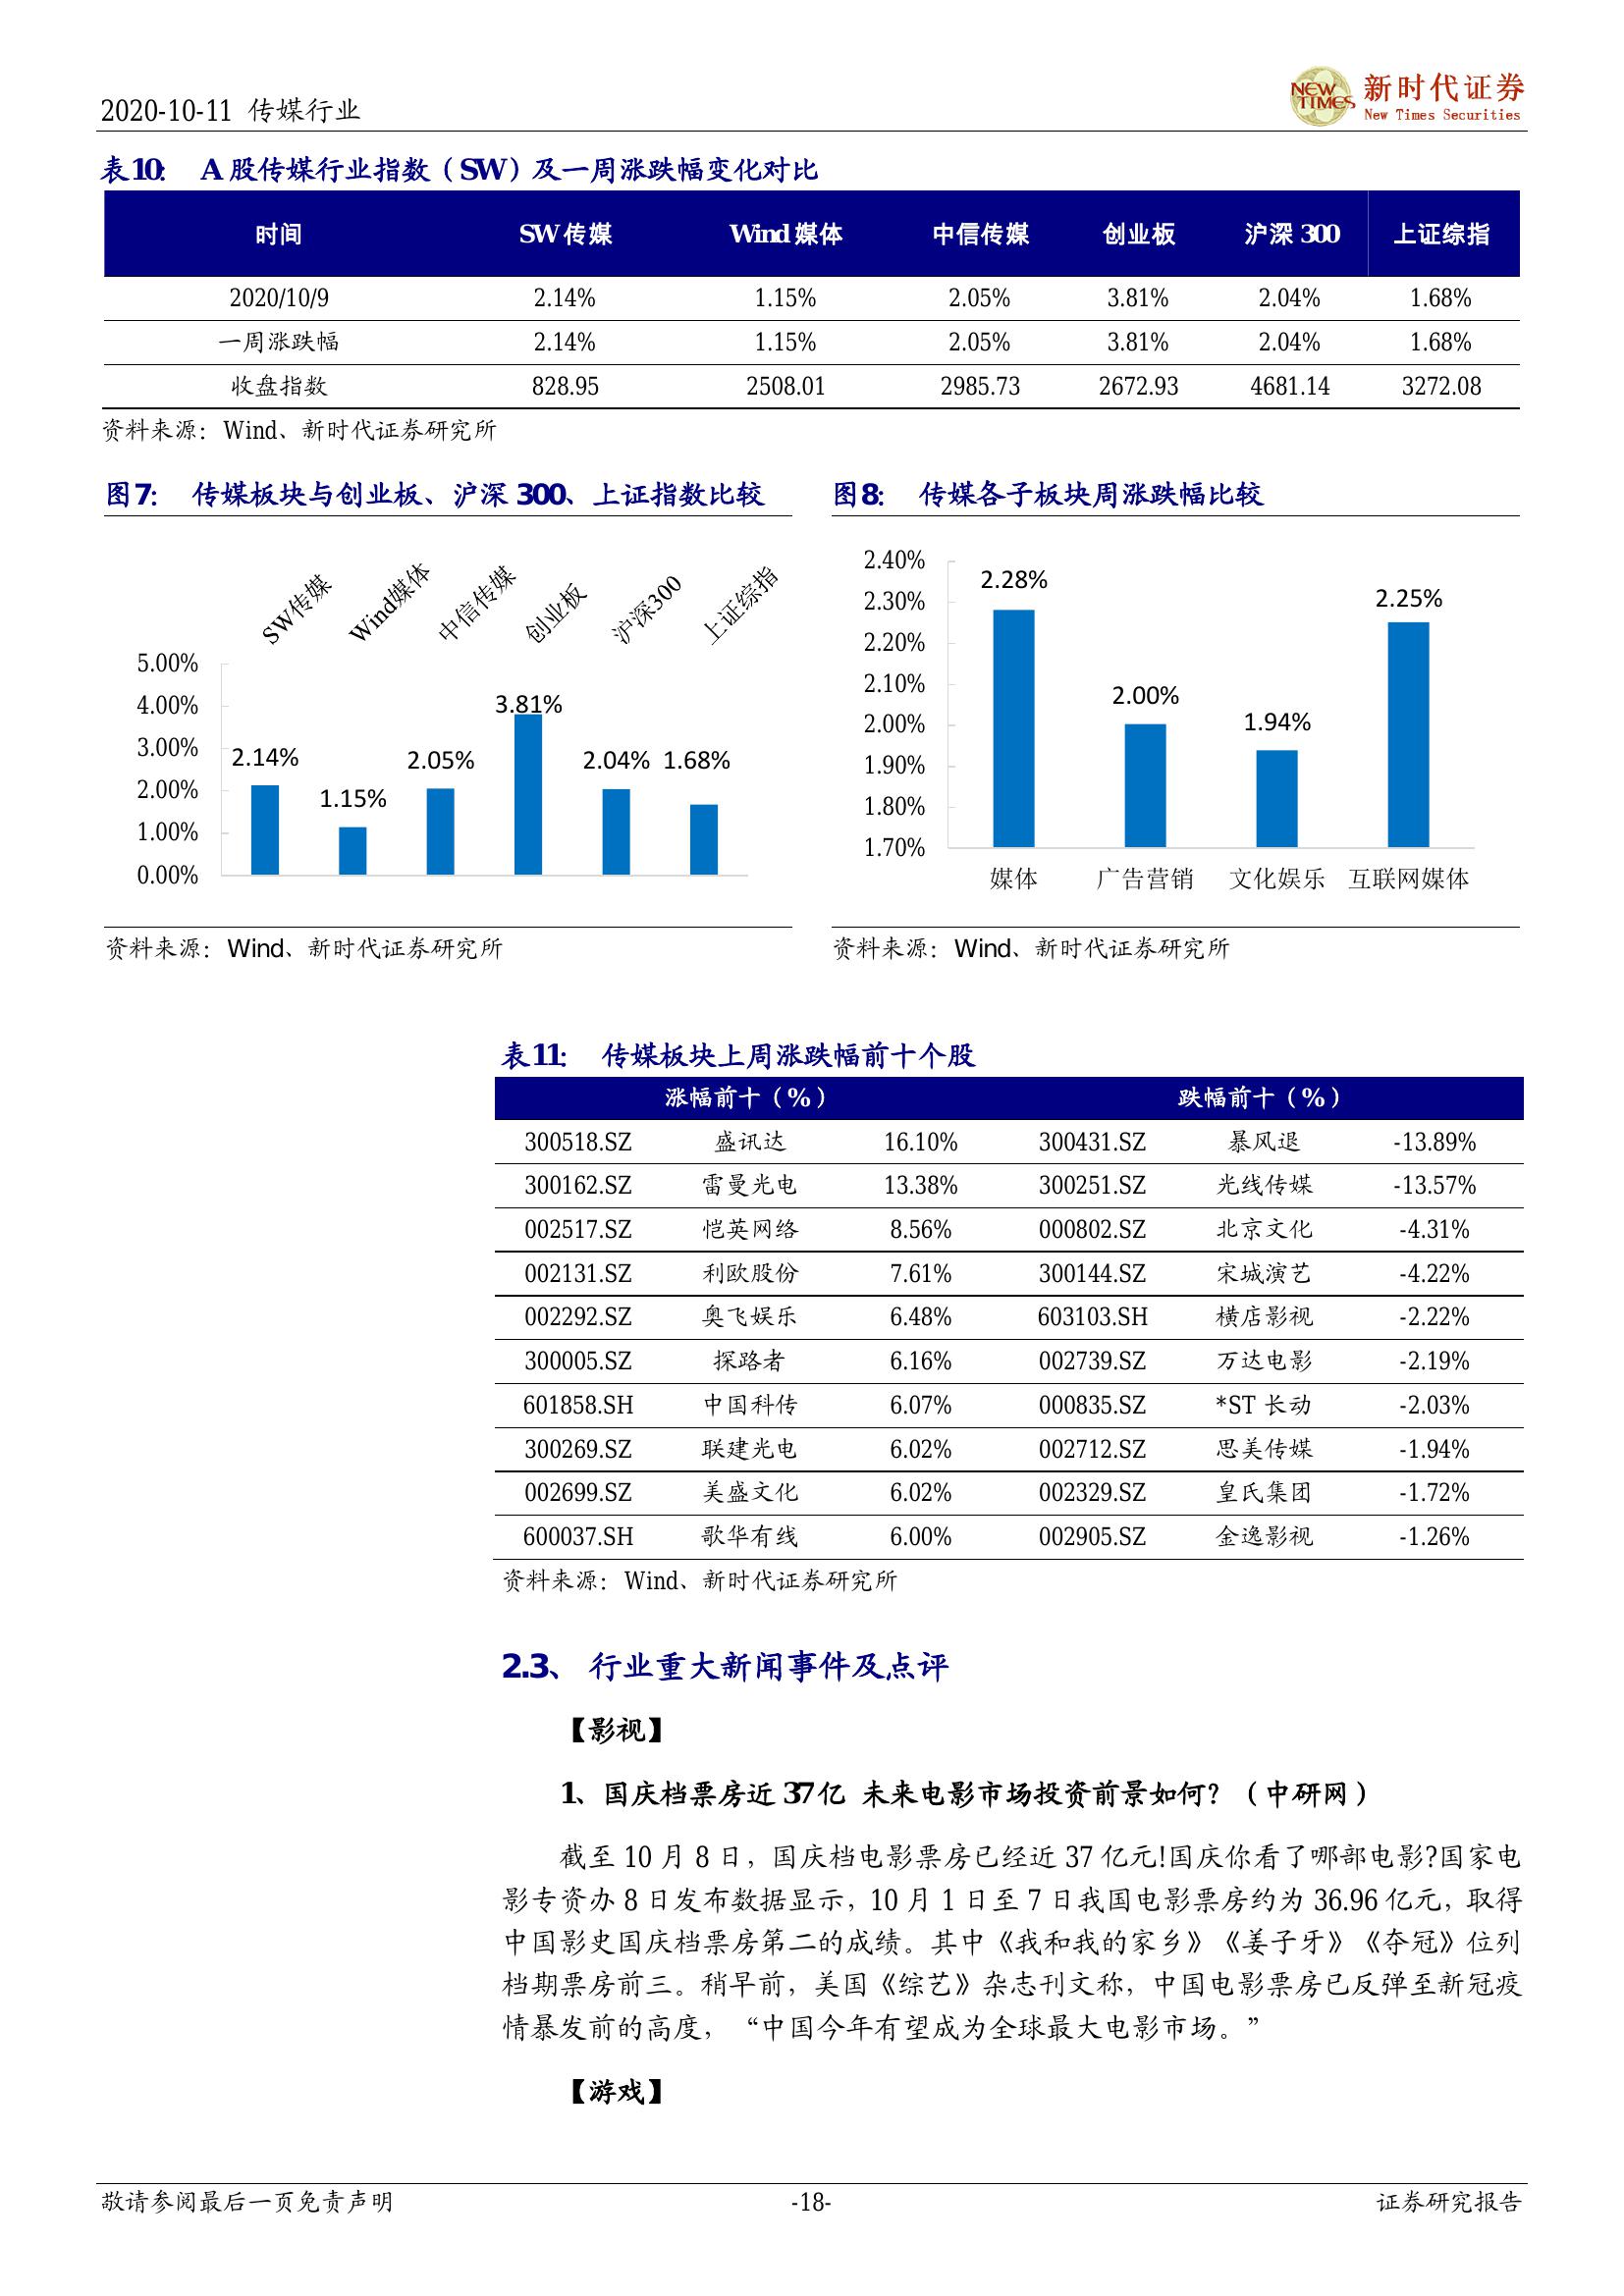 2020-10-11 传媒行业
NEW TIMES 新时代证券
New Times Securities
表10： A 股传媒行业指数（SW）及一周涨跌幅变化对比
时间 SW 传媒 Wind 媒体 中信传媒 创业板 沪深 300 上证综指
2020/10/9 2.14% 1.15% 2.05% 3.81% 2.04% 1.68%
一周涨跌幅 2.14% 1.15% 2.05% 3.81% 2.04% 1.68%
收盘指数 828.95 2508.01 2985.73 2672.93 4681.14 3272.08
资料来源：Wind、新时代证券研究所
图7： 传媒板块与创业板、沪深 300、上证指数比较
SW传媒 Wind媒体 中信传媒 创业板 沪深300 上证综指
5.00%
4.00%
3.00%
2.00%
1.00%
0.00%
2.14% 1.15% 2.05% 3.81% 2.04% 1.68%
资料来源：Wind、新时代证券研究所
图8： 传媒各子板块周涨跌幅比较
2.40%
2.30%
2.20%
2.10%
2.00%
1.90%
1.80%
1.70%
2.28% 2.00% 1.94% 2.25%
媒体 广告营销 文化娱乐 互联网媒体
资料来源：Wind、新时代证券研究所
表11： 传媒板块上周涨跌幅前十个股
涨幅前十（%） 跌幅前十（%）
300518.SZ 盛讯达 16.10% 300431.SZ 暴风退 -13.89%
300162.SZ 雷曼光电 13.38% 300251.SZ 光线传媒 -13.57%
002517.SZ 恺英网络 8.56% 000802.SZ 北京文化 -4.31%
002131.SZ 利欧股份 7.61% 300144.SZ 宋城演艺 -4.22%
002292.SZ 奥飞娱乐 6.48% 603103.SH 横店影视 -2.22%
300005.SZ 探路者 6.16% 002739.SZ 万达电影 -2.19%
601858.SH 中国科传 6.07% 000835.SZ *ST 长动 -2.03%
300269.SZ 联建光电 6.02% 002712.SZ 思美传媒 -1.94%
002699.SZ 美盛文化 6.02% 002329.SZ 皇氏集团 -1.72%
600037.SH 歌华有线 6.00% 002905.SZ 金逸影视 -1.26%
资料来源：Wind、新时代证券研究所
2.3、 行业重大新闻事件及点评
【影视】
1、国庆档票房近 37 亿 未来电影市场投资前景如何？（中研网）
截至 10 月 8 日，国庆档电影票房已经近 37 亿元!国庆你看了哪部电影?国家电
影专资办 8 日发布数据显示，10 月 1 日至 7 日我国电影票房约为 36.96 亿元，取得
中国影史国庆档票房第二的成绩。其中《我和我的家乡》《姜子牙》《夺冠》位列
档期票房前三。稍早前，美国《综艺》杂志刊文称，中国电影票房已反弹至新冠疫
情暴发前的高度，“中国今年有望成为全球最大电影市场。”
【游戏】
敬请参阅最后一页免责声明 -18- 证券研究报告